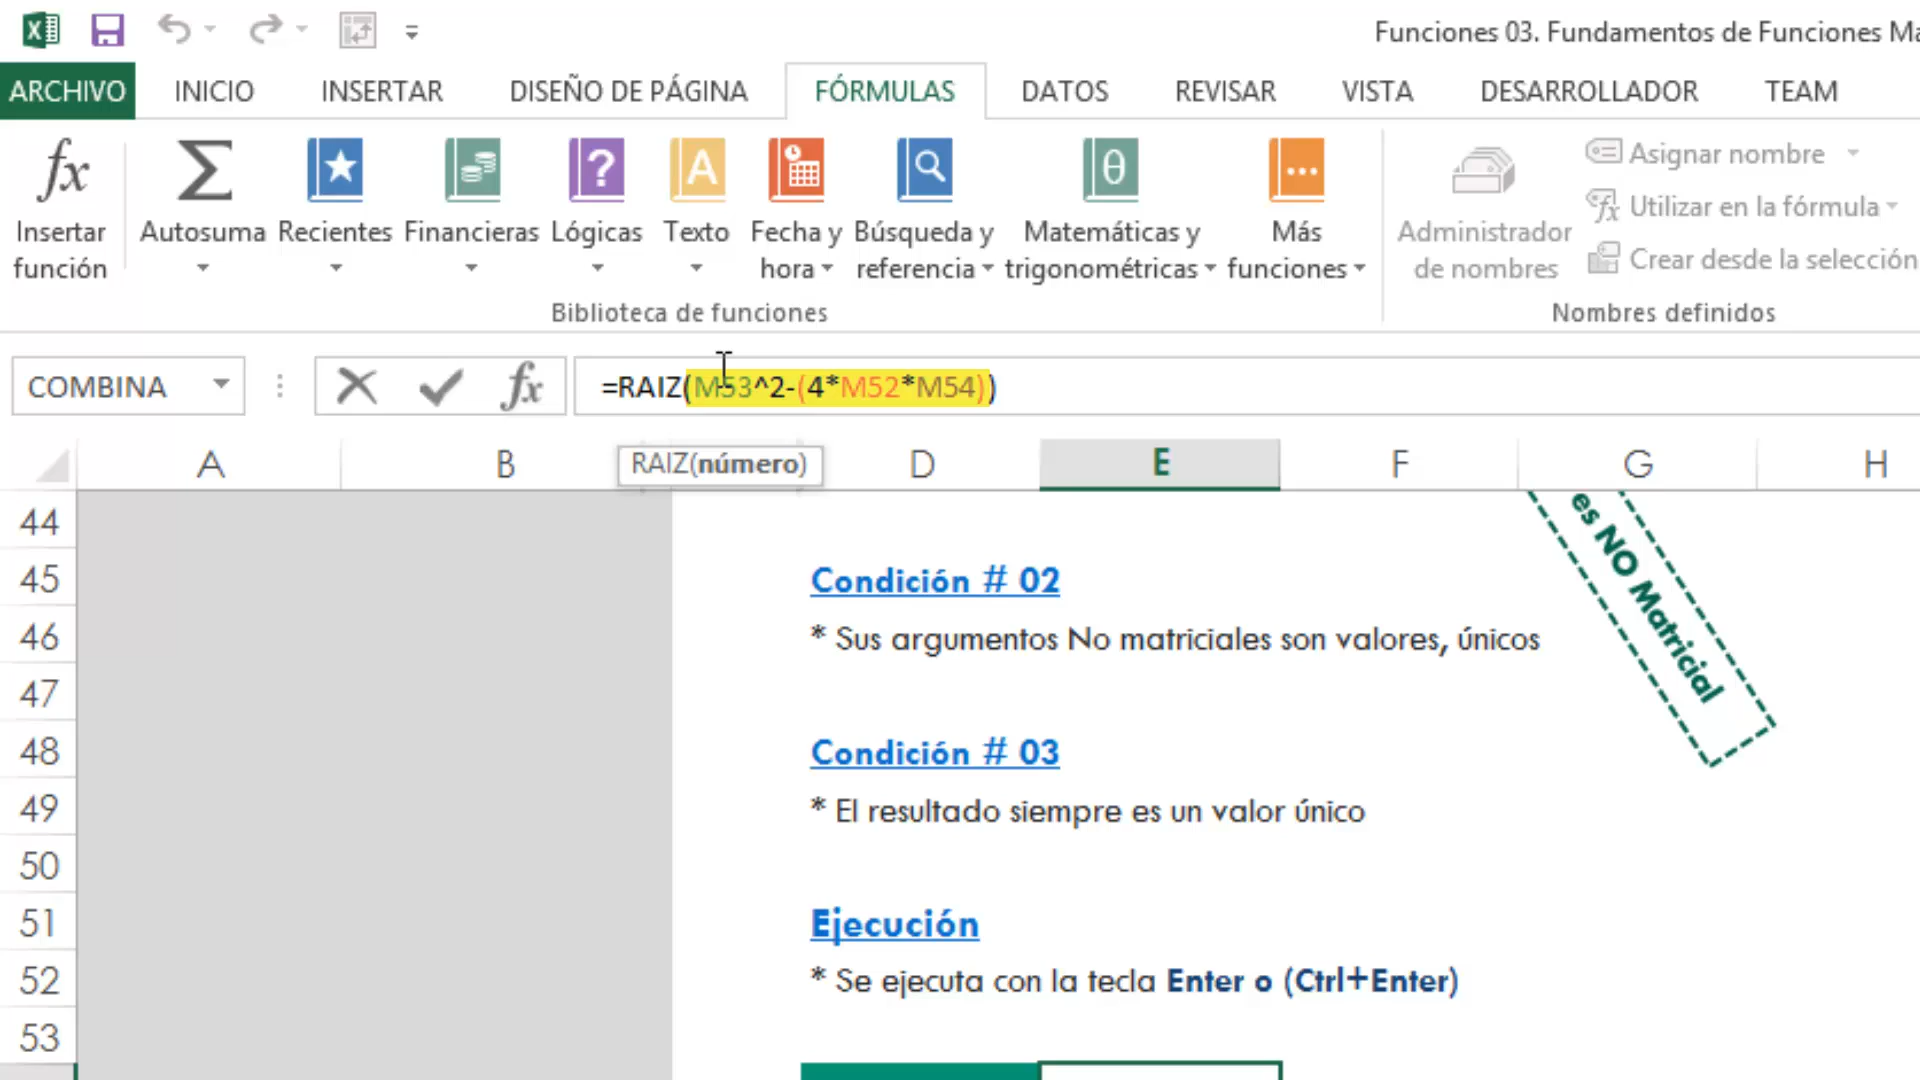 Funciones 03. Fundamentos de Funciones Ma
ARCHIVO INICIO INSERTAR DISEÑO DE PÁGINA FÓRMULAS DATOS REVISAR VISTA DESARROLLADOR TEAM
fx Σ ? A θ
Insertar función
Autosuma
Recientes
Financieras
Lógicas
Texto
Fecha y hora
Búsqueda y referencia
Matemáticas y trigonométricas
Más funciones
Administrador de nombres
Asignar nombre
Utilizar en la fórmula
Crear desde la selección
Biblioteca de funciones
Nombres definidos
COMBINA fx =RAIZ(M53^2-(4*M52*M54))
RAIZ(número)
A B D E F G H
44
45 Condición # 02
46 * Sus argumentos No matriciales son valores, únicos
47
48 Condición # 03
49 * El resultado siempre es un valor único
50
51 Ejecución
52 * Se ejecuta con la tecla Enter o (Ctrl+Enter)
53
es NO Matricial